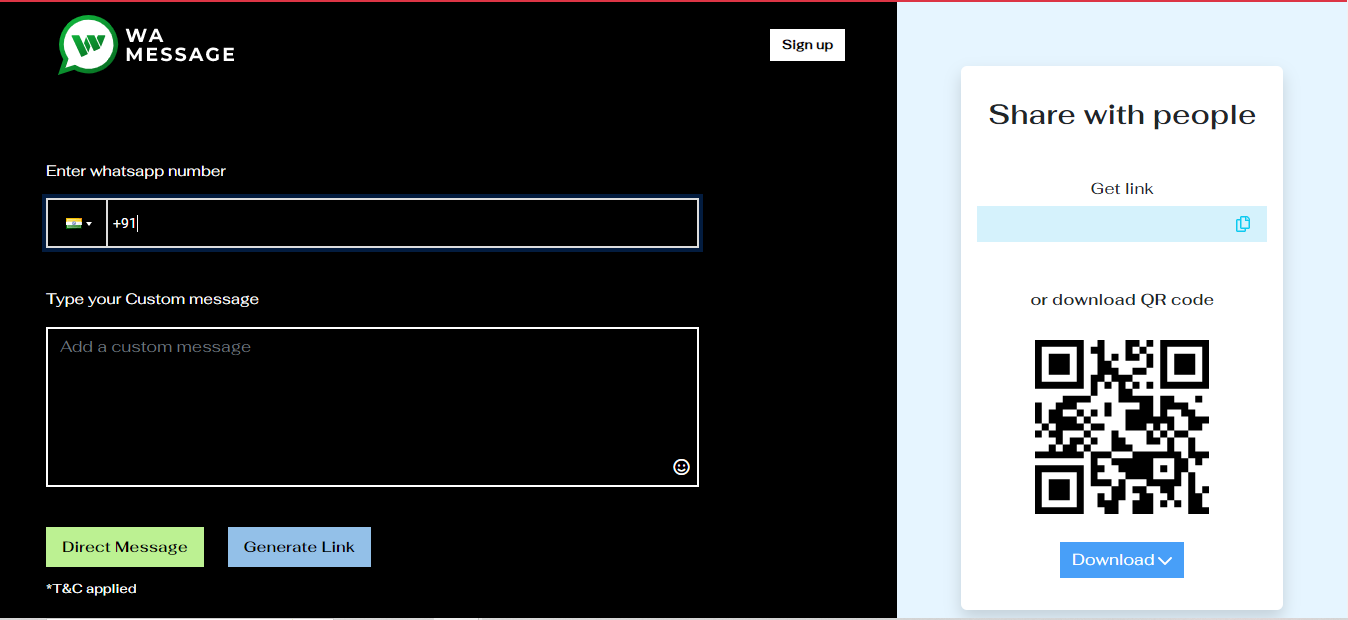 WA
MESSAGE
Sign up
Enter whatsapp number
+91
Type your Custom message
Add a custom message
Direct Message
Generate Link
*T&C applied
Share with people
Get link
or download QR code
Download